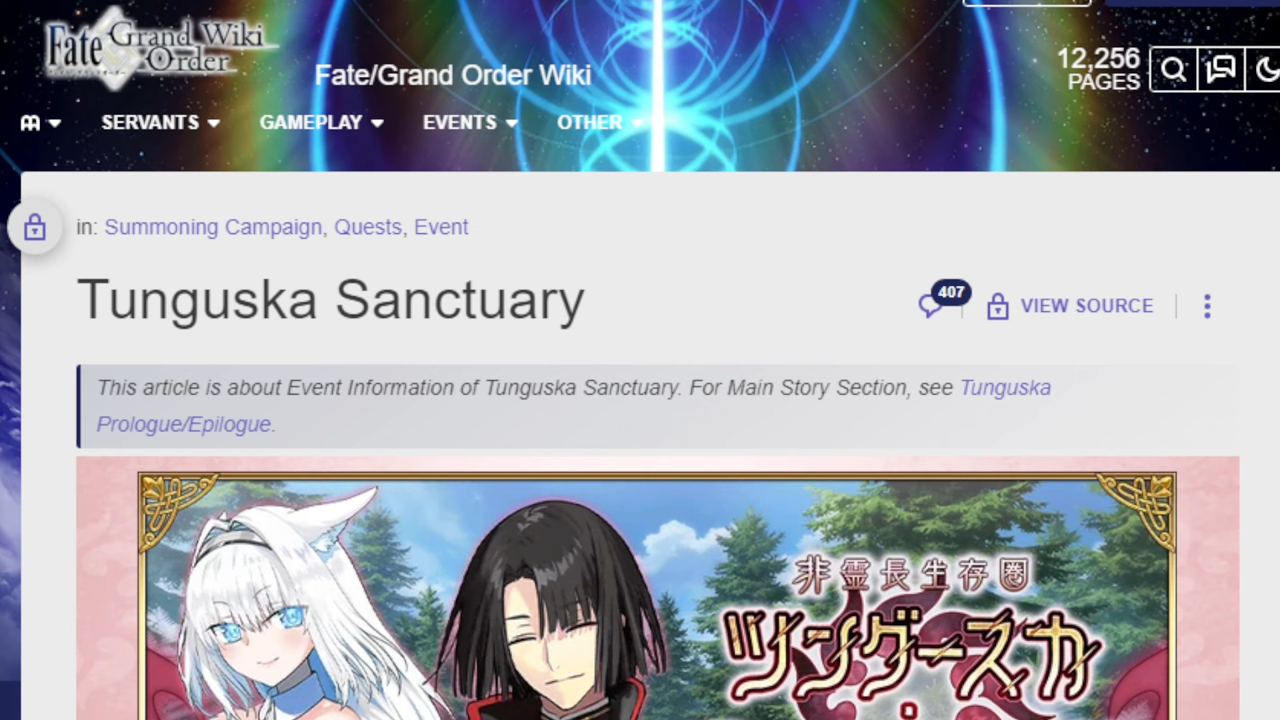 Fate Grand Wiki
Order
Fate/Grand Order Wiki
12,256
PAGES
SERVANTS
GAMEPLAY
EVENTS
OTHER
in: Summoning Campaign, Quests, Event
Tunguska Sanctuary
407
VIEW SOURCE
This article is about Event Information of Tunguska Sanctuary. For Main Story Section, see Tunguska
Prologue/Epilogue.
非霊長生存圏
ツングースカ